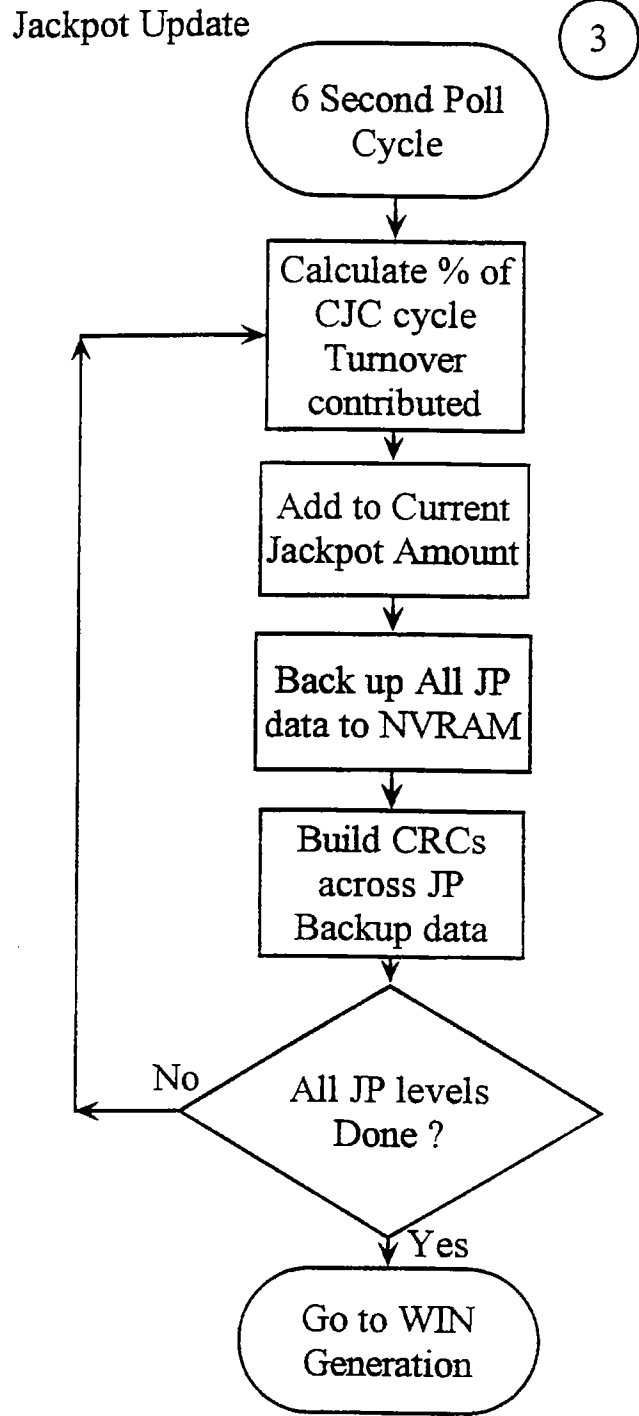 Jackpot Update
3
6 Second Poll
Cycle
Calculate % of
CJC cycle
Turnover
contributed
Add to Current
Jackpot Amount
Back up All JP
data to NVRAM
Build CRCs
across JP
Backup data
No
All JP levels
Done ?
Yes
Go to WIN
Generation